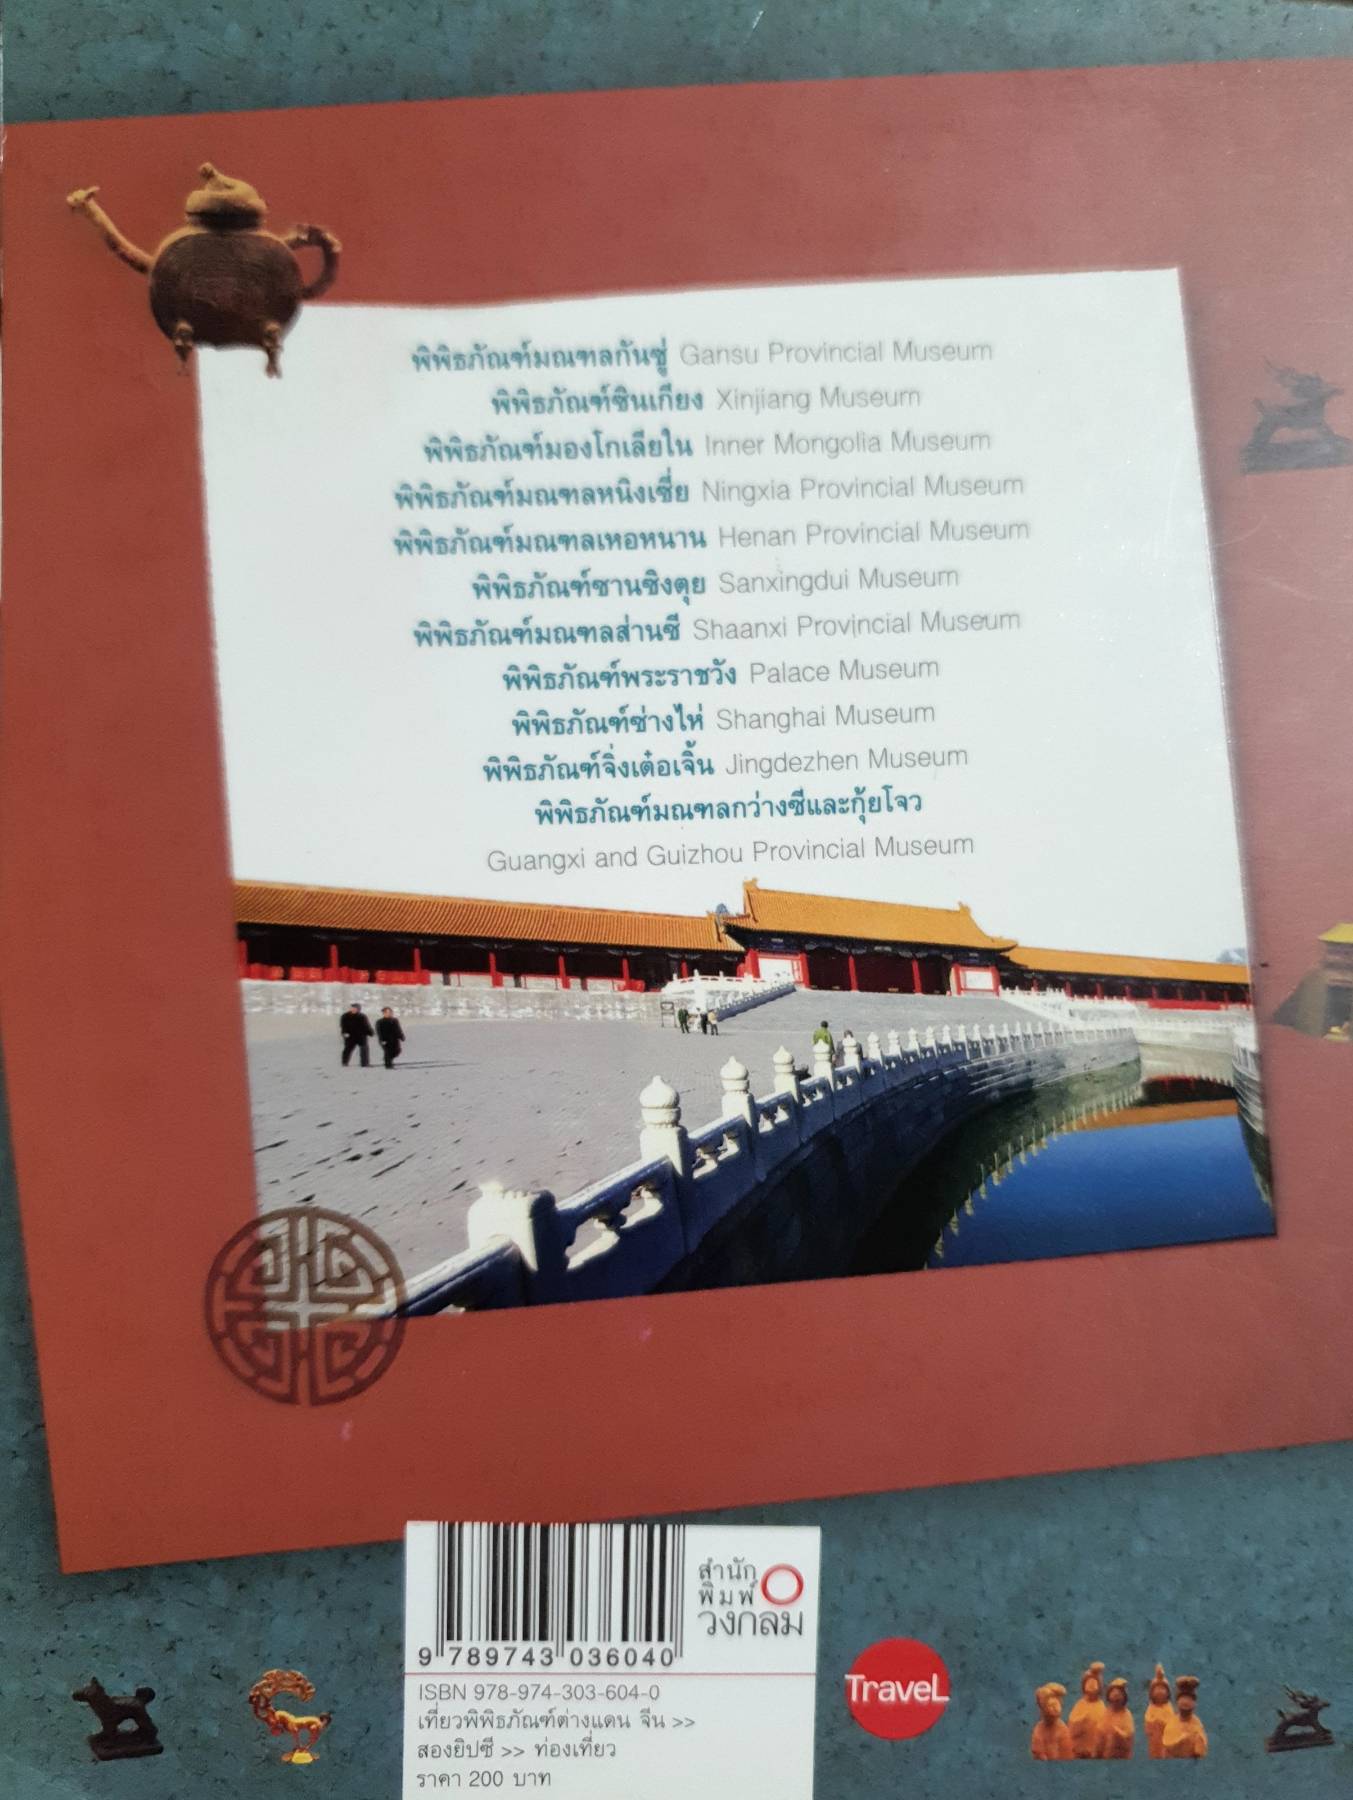 พิพิธภัณฑ์มณฑลกันซู่ Gansu Provincial Museum
พิพิธภัณฑ์ซินเกียง Xinjiang Museum
พิพิธภัณฑ์มองโกเลียใน Inner Mongolia Museum
พิพิธภัณฑ์มณฑลหนิงเซี่ย Ningxia Provincial Museum
พิพิธภัณฑ์มณฑลเหอหนาน Henan Provincial Museum
พิพิธภัณฑ์ซานซิงตุย Sanxingdui Museum
พิพิธภัณฑ์มณฑลส่านซี Shaanxi Provincial Museum
พิพิธภัณฑ์พระราชวัง Palace Museum
พิพิธภัณฑ์ซ่างไห่ Shanghai Museum
พิพิธภัณฑ์จิ่งเต๋อเจิ้น Jingdezhen Museum
พิพิธภัณฑ์มณฑลกว่างซีและกุ้ยโจว
Guangxi and Guizhou Provincial Museum
สำนัก
พิมพ์
วงกลม
9 789743 036040
ISBN 978-974-303-604-0
เที่ยวพิพิธภัณฑ์ต่างแดน จีน >>
สองยิปซี >> ท่องเที่ยว
ราคา 200 บาท
TraveL